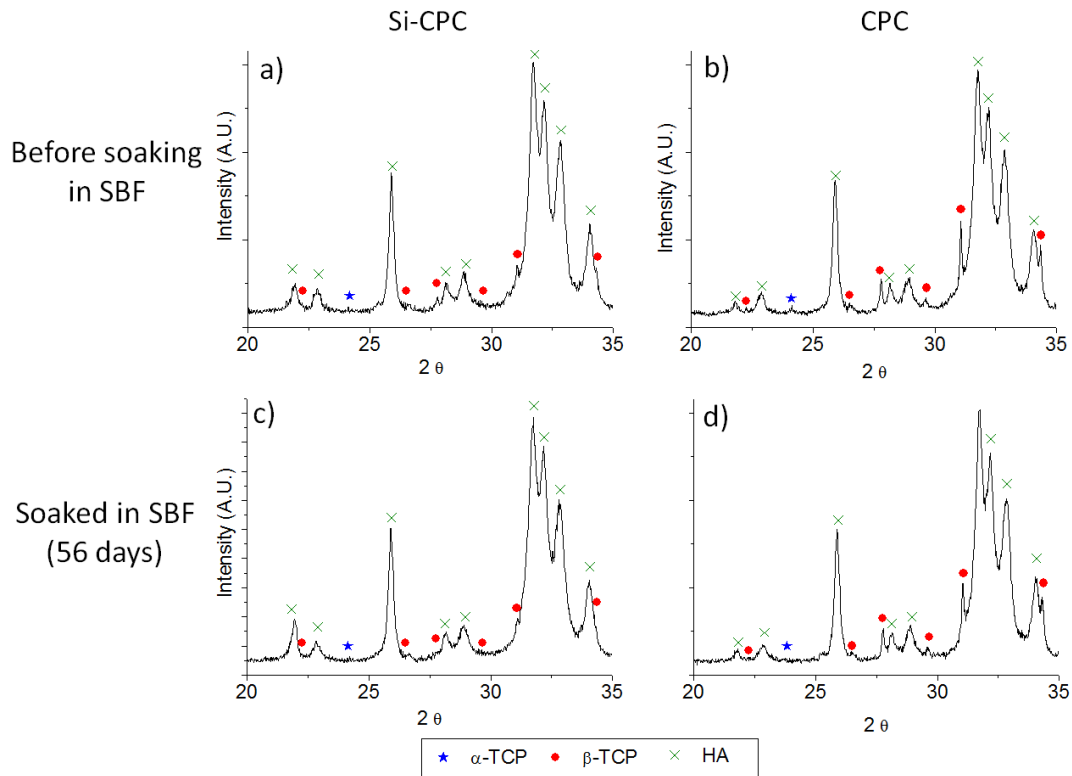 Si-CPC
CPC
Before soaking
in SBF
a)
Intensity (A.U.)
20 25 30 35
2 θ
b)
Intensity (A.U.)
20 25 30 35
2 θ
Soaked in SBF
(56 days)
c)
Intensity (A.U.)
20 25 30 35
2 θ
d)
Intensity (A.U.)
20 25 30 35
2 θ
α-TCP β-TCP HA